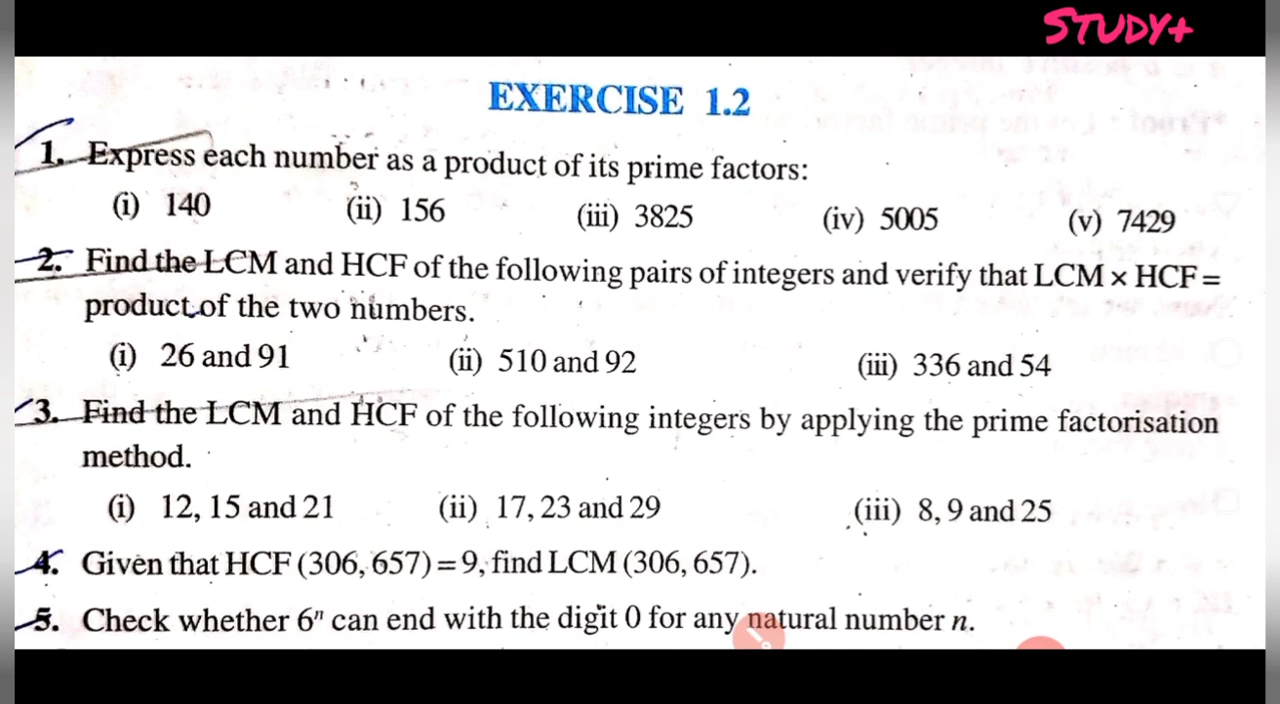 STUDY+
EXERCISE 1.2
1. Express each number as a product of its prime factors:
(i) 140 (ii) 156 (iii) 3825 (iv) 5005 (v) 7429
2. Find the LCM and HCF of the following pairs of integers and verify that LCM × HCF =
product of the two numbers.
(i) 26 and 91 (ii) 510 and 92 (iii) 336 and 54
3. Find the LCM and HCF of the following integers by applying the prime factorisation
method.
(i) 12, 15 and 21 (ii) 17, 23 and 29 (iii) 8, 9 and 25
4. Given that HCF (306, 657) = 9, find LCM (306, 657).
5. Check whether 6ⁿ can end with the digit 0 for any natural number n.